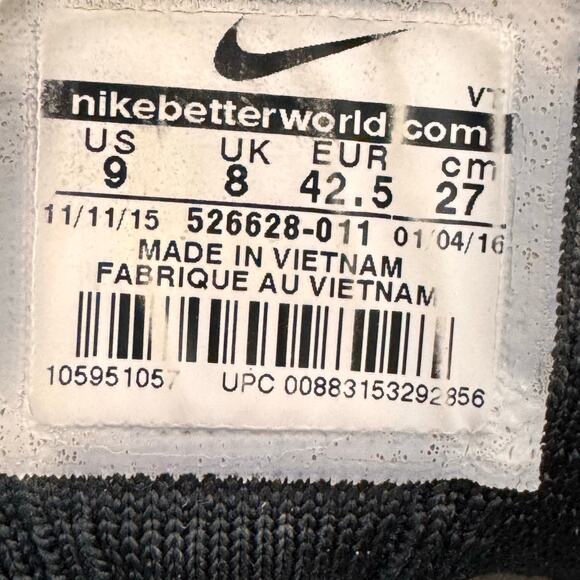 VT
nikebetterworld com
US UK EUR cm
9 8 42.5 27
11/11/15 526628-011 01/04/16
MADE IN VIETNAM
FABRIQUE AU VIETNAM
105951057 UPC 00883153292856